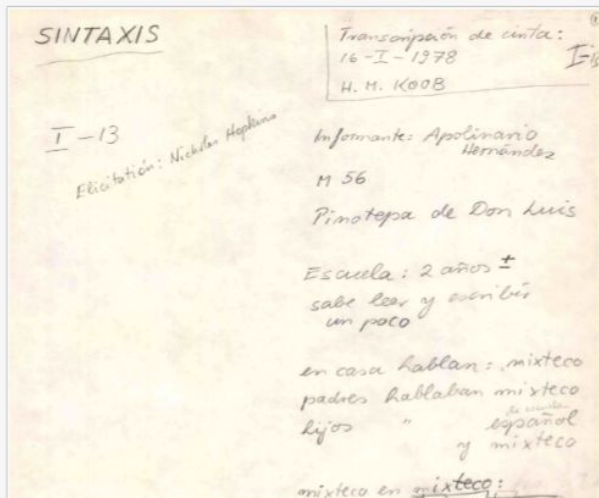 SINTAXIS
Transcripción de cinta:
16-I-1978
H. M. KOOB
I-13
Elicitación: Nicholas Hopkins
Informante: Apolinario
Hernández
M 56
Pinotepa de Don Luis
Escuela: 2 años ±
sabe leer y escribir
un poco
en casa hablan: mixteco
padres hablaban mixteco
hijos " español
y mixteco
mixteco en mixteco: